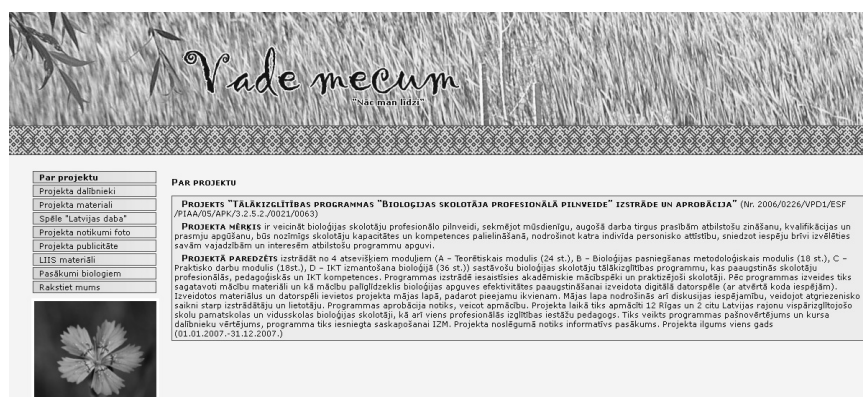 Vade mecum
"Nāc man līdzi"
Par projektu
Projekta dalībnieki
Projekta materiali
Spēle "Latvijas daba"
Projekta notikumi foto
Projekta publicitāte
LIIS materiāli
Pasākumi biologiem
Rakstiet mums
PAR PROJEKTU
PROJEKTS "TĀLĀKIZGLĪTĪBAS PROGRAMMAS "BIOLOĢIJAS SKOLOTĀJA PROFESIONĀLĀ PILNVEIDE" IZSTRĀDE UN APROBĀCIJA" (Nr. 2006/0226/VPD1/ESF
/PIAA/05/APK/3.2.5.2./0021/0063)
PROJEKTA MĒRĶIS ir veicināt bioloģijas skolotāju profesionālo pilnveidi, sekmējot mūsdienīgu, augošā darba tirgus prasībām atbilstošu zināšanu, kvalifikācijas un
prasmju apgūšanu, būs nozīmīgs skolotāju kapacitātes un kompetences palielināšanā, nodrošinot katra indivīda personisko attīstību, sniedzot iespēju brīvi izvēlēties
savām vajadzībām un interesēm atbilstošu programmu apguvi.
PROJEKTĀ PAREDZĒTS izstrādāt no 4 atsevišķiem moduļiem (A – Teorētiskais modulis (24 st.), B – Bioloģijas pasniegšanas metodoloģiskais modulis (18 st.), C –
Praktisko darbu modulis (18st.), D – IKT izmantošana bioloģijā (36 st.)) sastāvošu bioloģijas skolotāju tālākizglītības programmu, kas paaugstinās skolotāju
profesionālās, pedagoģiskās un IKT kompetences. Programmas izstrādē iesaistīsies akadēmiskie mācībspēki un praktizējoši skolotāji. Pēc programmas izveides tiks
sagatavoti mācību materiāli un kā mācību palīglīdzeklis bioloģijas apguves efektivitātes paaugstināšanai izveidota digitālā datorspēle (ar atvērtā koda iespējām).
Izveidotos materiālus un datorspēli ievietos projekta mājas lapā, padarot pieejamu ikvienam. Mājas lapa nodrošinās arī diskusijas iespējamību, veidojot atgriezenisko
saikni starp izstrādātāju un lietotāju. Programmas aprobācija notiks, veicot apmācību. Projekta laikā tiks apmācīti 12 Rīgas un 2 citu Latvijas rajonu vispārizglītojošo
skolu pamatskolas un vidusskolas bioloģijas skolotāji, kā arī viens profesionālās izglītības iestāžu pedagogs. Tiks veikts programmas pašnovērtējums un kursa
dalībnieku vērtējums, programma tiks iesniegta saskaņošanai IZM. Projekta noslēgumā notiks informatīvs pasākums. Projekta ilgums viens gads
(01.01.2007.-31.12.2007.)